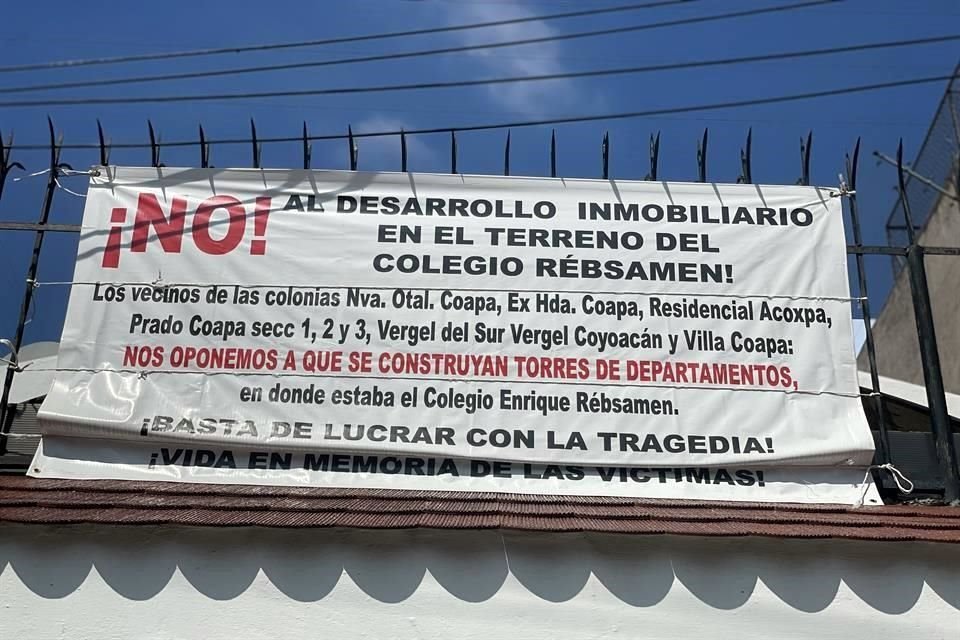 ¡NO! AL DESARROLLO INMOBILIARIO
EN EL TERRENO DEL
COLEGIO RÉBSAMEN!
Los vecinos de las colonias Nva. Otal. Coapa, Ex Hda. Coapa, Residencial Acoxpa,
Prado Coapa secc 1, 2 y 3, Vergel del Sur Vergel Coyoacán y Villa Coapa:
NOS OPONEMOS A QUE SE CONSTRUYAN TORRES DE DEPARTAMENTOS,
en donde estaba el Colegio Enrique Rébsamen.
¡BASTA DE LUCRAR CON LA TRAGEDIA!
¡VIDA EN MEMORIA DE LAS VICTIMAS!